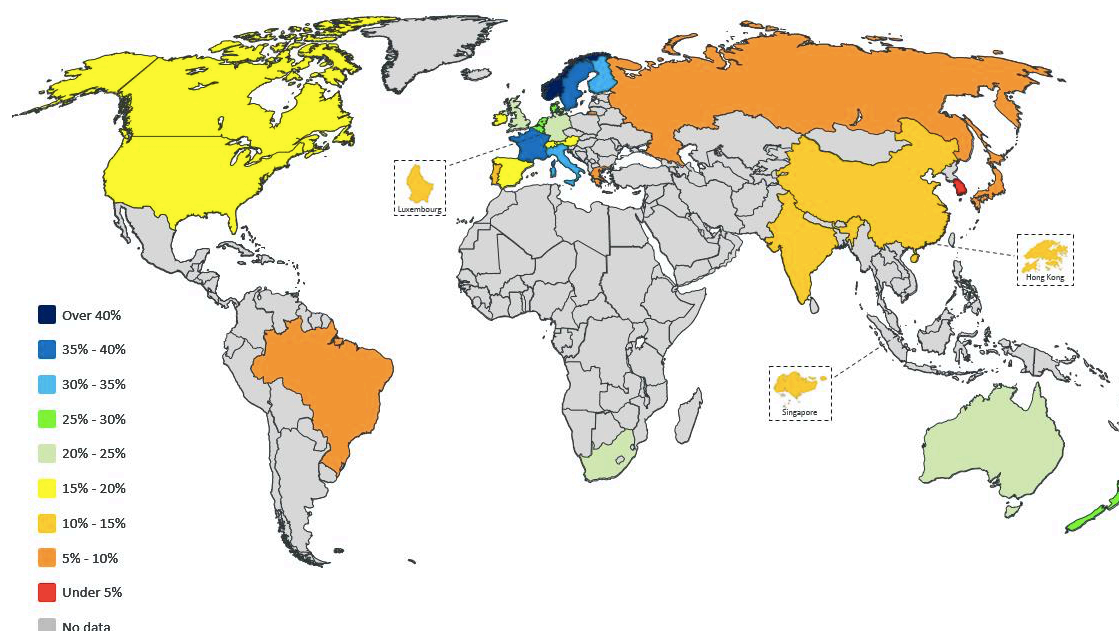 Luxembourg
Hong Kong
Singapore
Over 40%
35% - 40%
30% - 35%
25% - 30%
20% - 25%
15% - 20%
10% - 15%
5% - 10%
Under 5%
No data